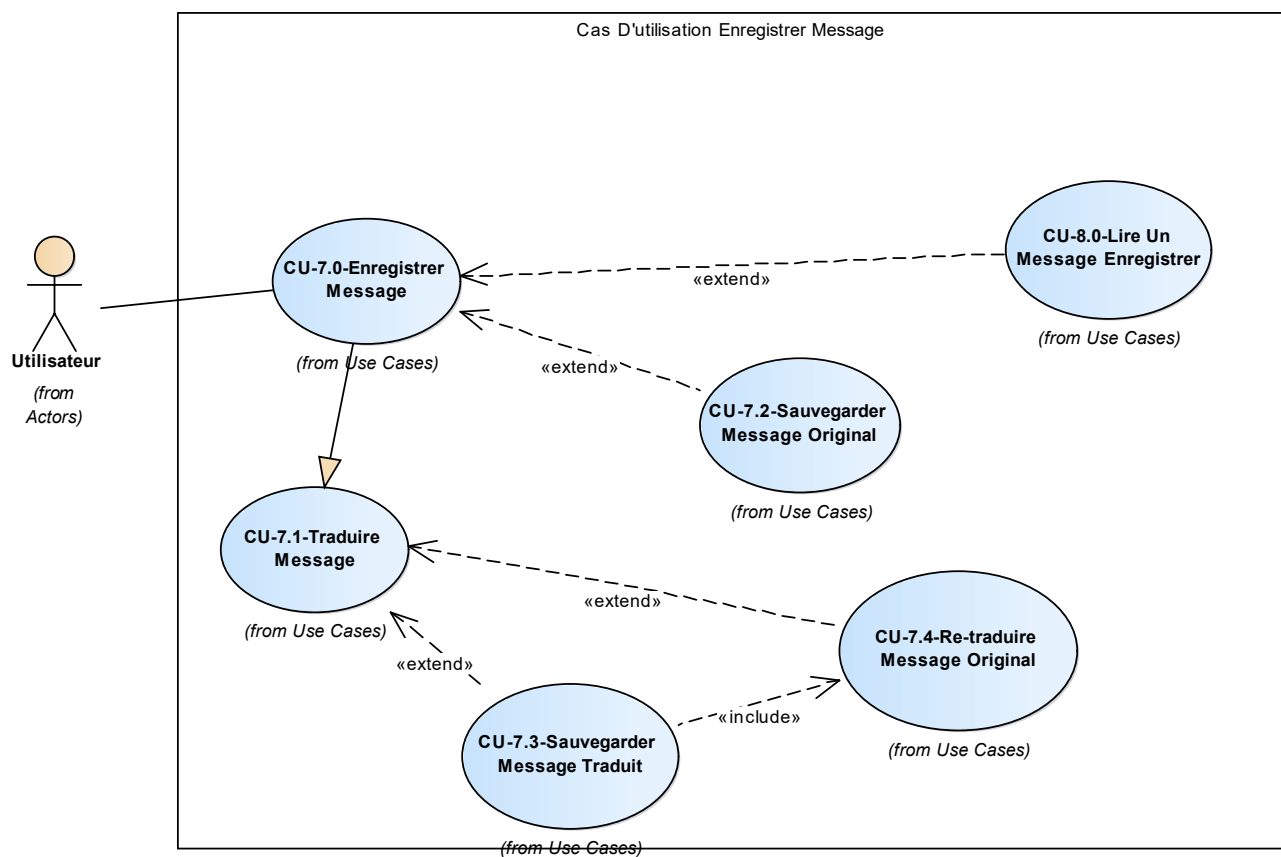 Cas D'utilisation Enregistrer Message
CU-8.0-Lire Un
Message Enregistrer
(from Use Cases)
CU-7.0-Enregistrer
Message
(from Use Cases)
«extend»
Utilisateur
(from
Actors)
«extend»
CU-7.2-Sauvegarder
Message Original
(from Use Cases)
CU-7.1-Traduire
Message
(from Use Cases)
«extend»
CU-7.4-Re-traduire
Message Original
(from Use Cases)
«extend»
«include»
CU-7.3-Sauvegarder
Message Traduit
(from Use Cases)